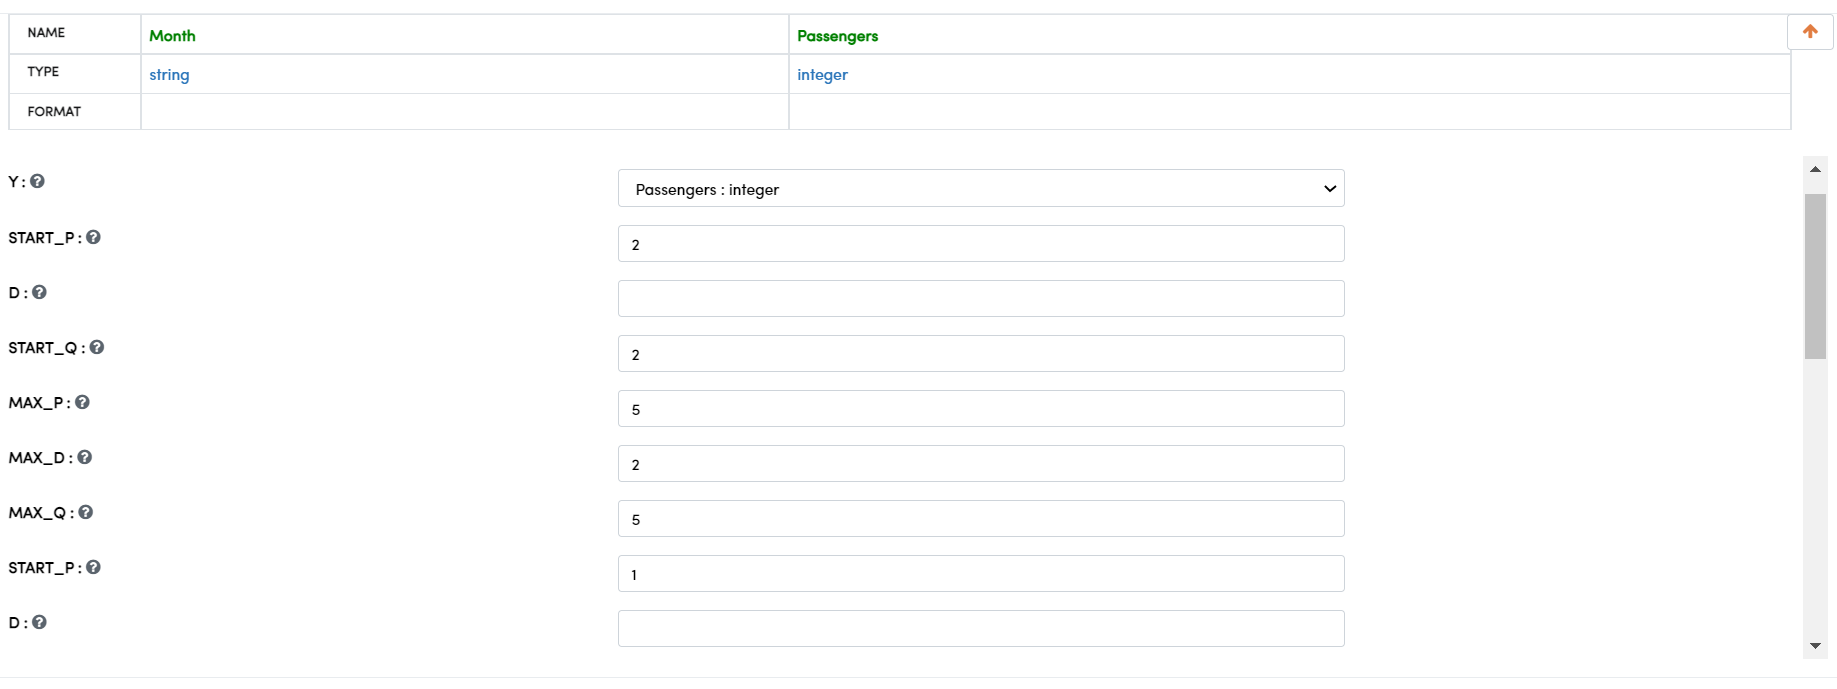 NAME Month Passengers
TYPE string integer
FORMAT
Y : Passengers : integer
START_P : 2
D :
START_Q : 2
MAX_P : 5
MAX_D : 2
MAX_Q : 5
START_P : 1
D :